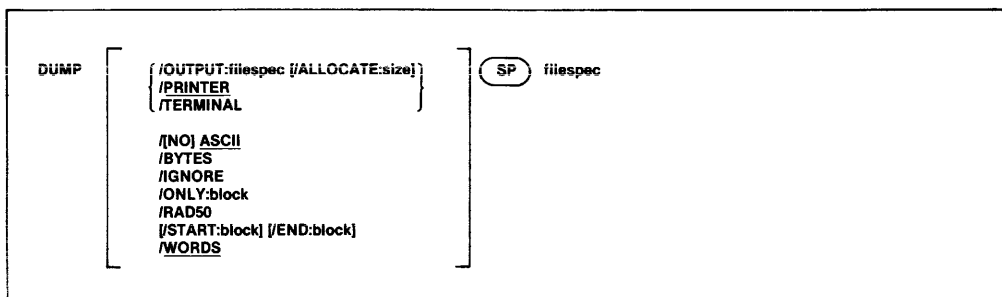 DUMP /OUTPUT:filespec [/ALLOCATE:size] SP filespec
/PRINTER
/TERMINAL
/[NO] ASCII
/BYTES
/IGNORE
/ONLY:block
/RAD50
[/START:block] [/END:block]
/WORDS